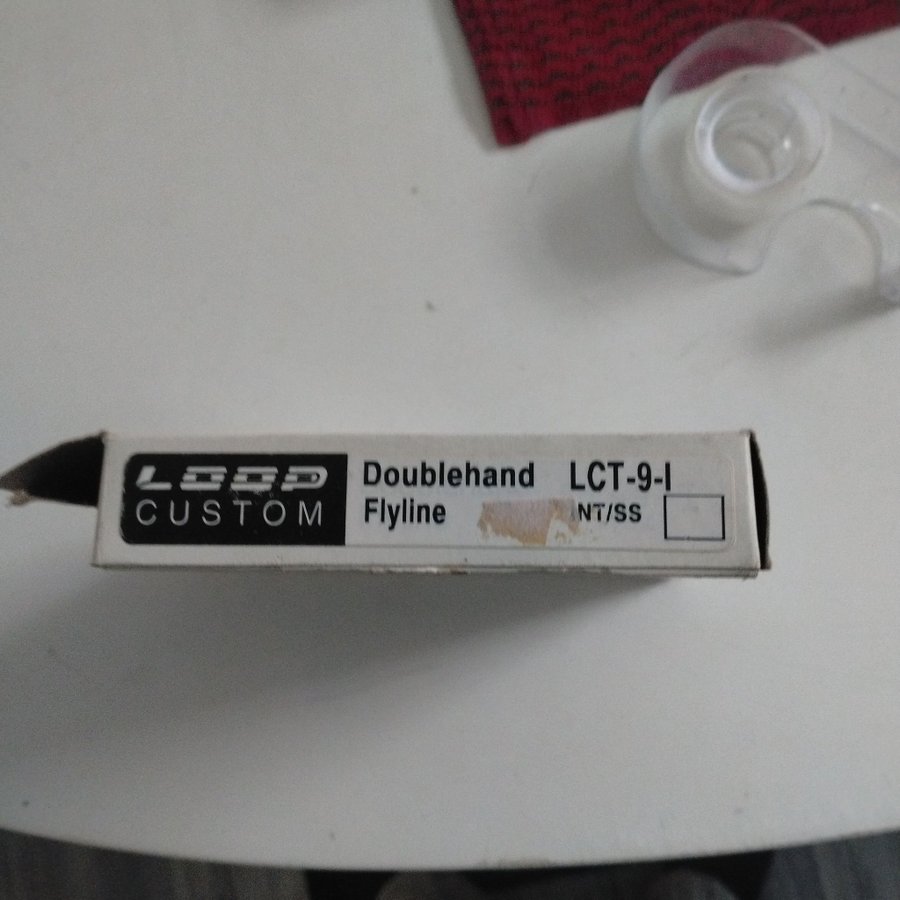 LOOP
CUSTOM
Doublehand LCT-9-I
Flyline NT/SS